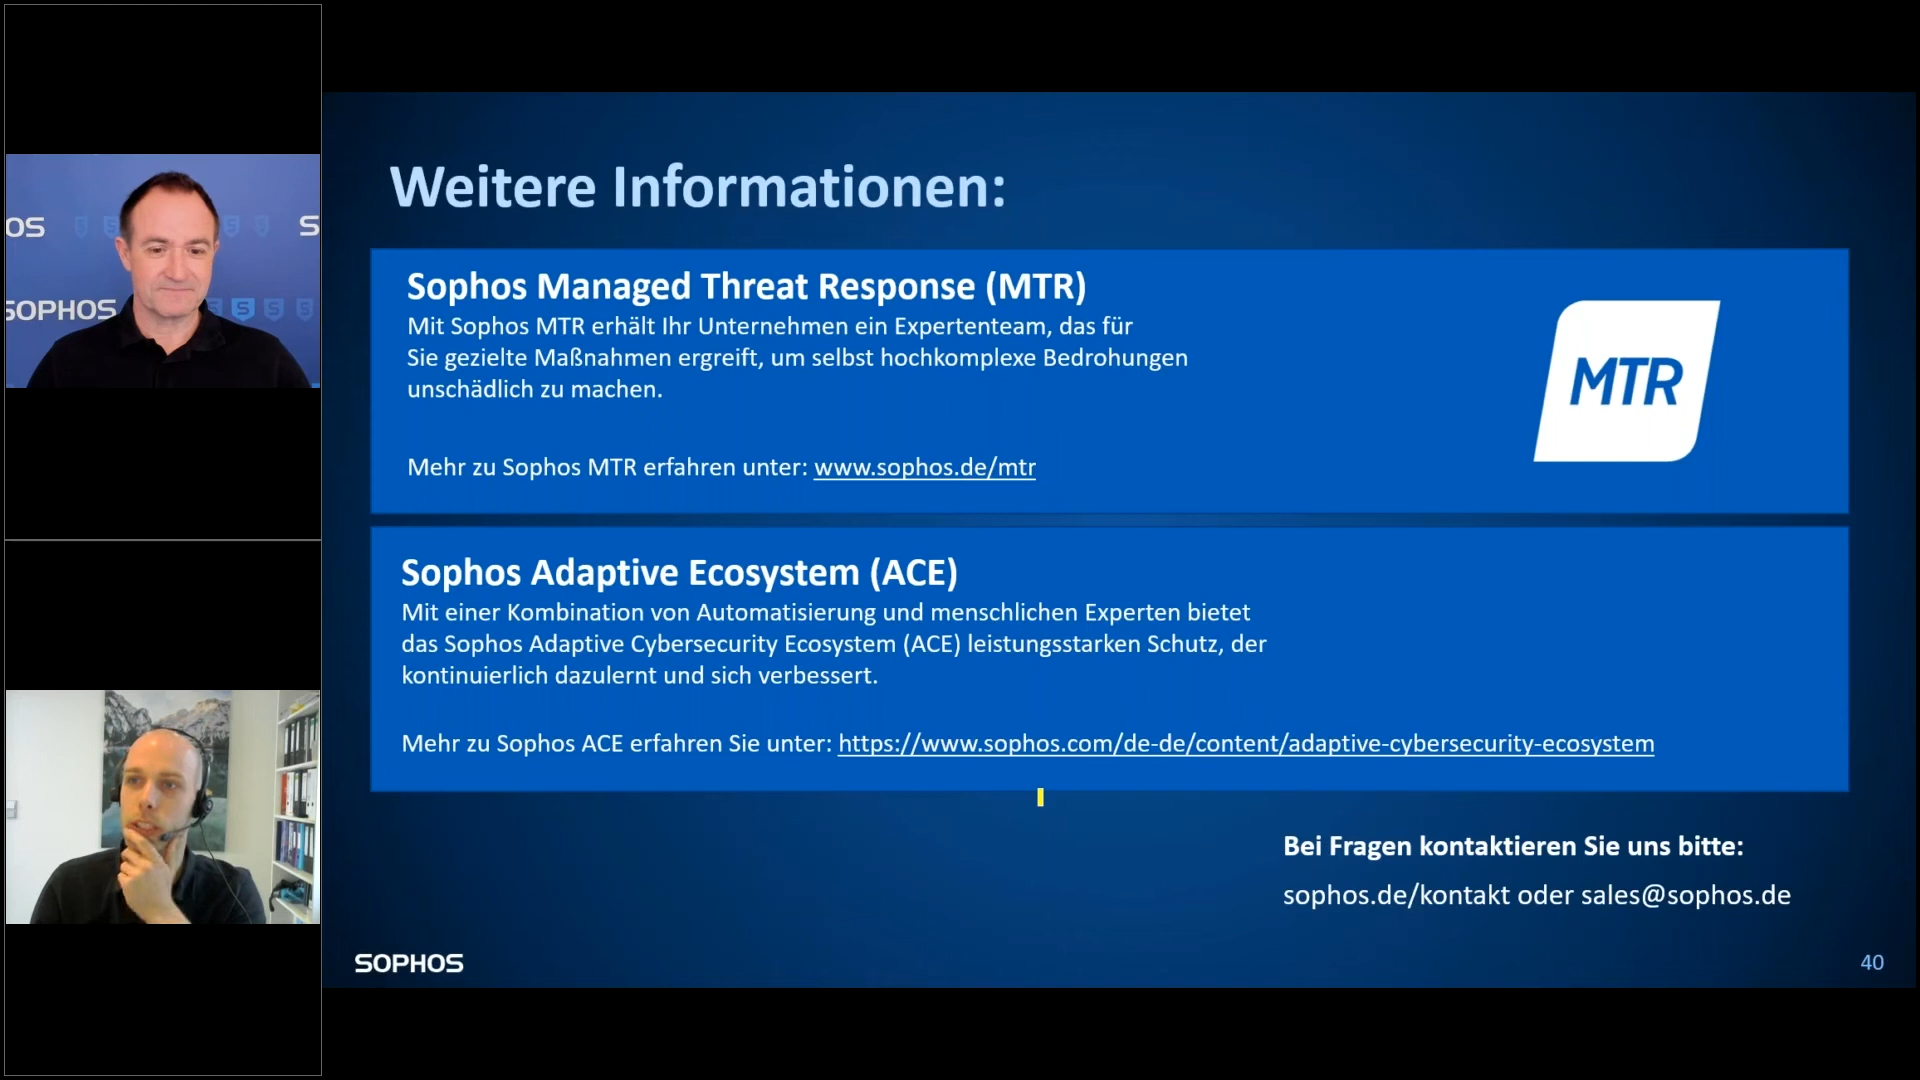 OS
S
SOPHOS
Weitere Informationen:
Sophos Managed Threat Response (MTR)
Mit Sophos MTR erhält Ihr Unternehmen ein Expertenteam, das für
Sie gezielte Maßnahmen ergreift, um selbst hochkomplexe Bedrohungen
unschädlich zu machen.
Mehr zu Sophos MTR erfahren unter: www.sophos.de/mtr
MTR
Sophos Adaptive Ecosystem (ACE)
Mit einer Kombination von Automatisierung und menschlichen Experten bietet
das Sophos Adaptive Cybersecurity Ecosystem (ACE) leistungsstarken Schutz, der
kontinuierlich dazulernt und sich verbessert.
Mehr zu Sophos ACE erfahren Sie unter: https://www.sophos.com/de-de/content/adaptive-cybersecurity-ecosystem
Bei Fragen kontaktieren Sie uns bitte:
sophos.de/kontakt oder sales@sophos.de
SOPHOS
40